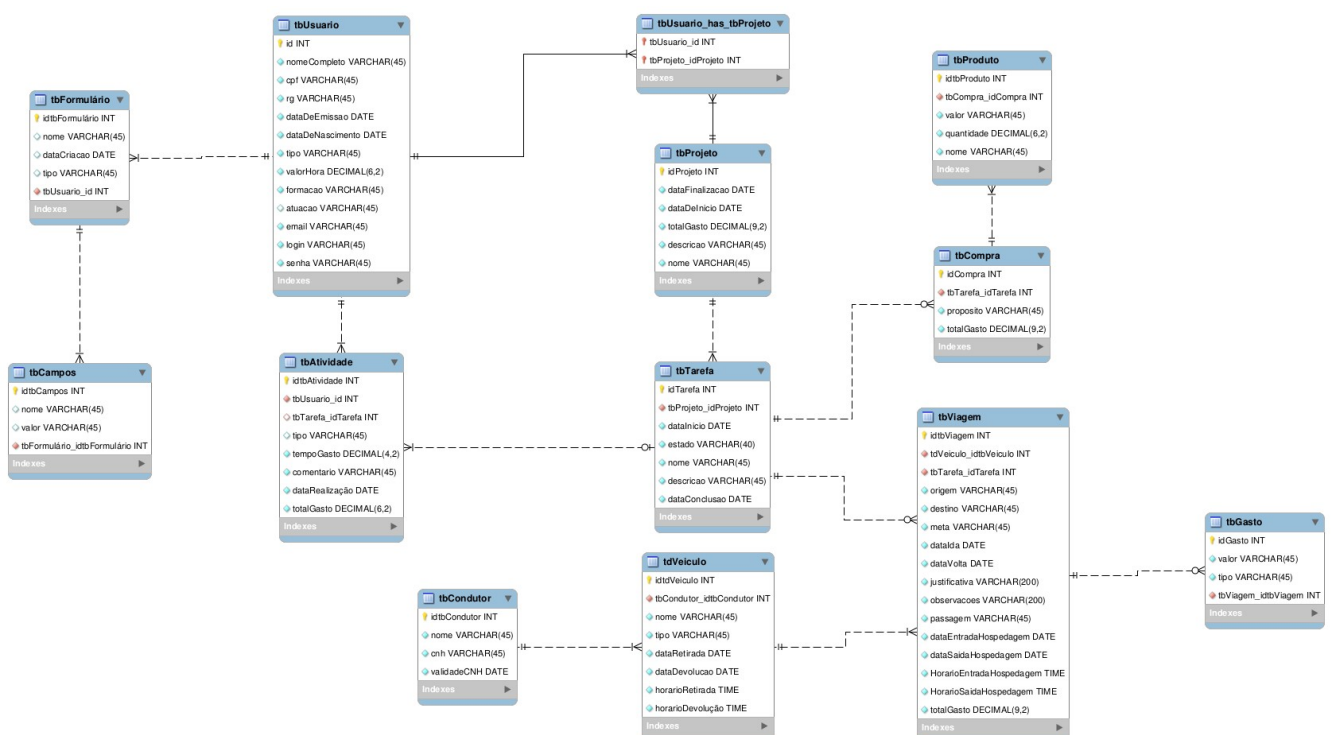 tbUsuario
id INT
nomeCompleto VARCHAR(45)
cpf VARCHAR(45)
rg VARCHAR(45)
dataDeEmissao DATE
dataDeNascimento DATE
tipo VARCHAR(45)
valorHora DECIMAL(6,2)
formacao VARCHAR(45)
atuacao VARCHAR(45)
email VARCHAR(45)
login VARCHAR(45)
senha VARCHAR(45)
Indexes
tbUsuario_has_tbProjeto
tbUsuario_id INT
tbProjeto_idProjeto INT
Indexes
tbProduto
idtbProduto INT
tbCompra_idCompra INT
valor VARCHAR(45)
quantidade DECIMAL(6,2)
nome VARCHAR(45)
Indexes
tbFormulário
idtbFormulário INT
nome VARCHAR(45)
dataCriacao DATE
tipo VARCHAR(45)
tbUsuario_id INT
Indexes
tbProjeto
idProjeto INT
dataFinalizacao DATE
dataDeInicio DATE
totalGasto DECIMAL(9,2)
descricao VARCHAR(45)
nome VARCHAR(45)
Indexes
tbCompra
idCompra INT
tbTarefa_idTarefa INT
proposito VARCHAR(45)
totalGasto DECIMAL(9,2)
Indexes
tbCampos
idtbCampos INT
nome VARCHAR(45)
valor VARCHAR(45)
tbFormulário_idtbFormulário INT
Indexes
tbAtividade
idtbAtividade INT
tbUsuario_id INT
tbTarefa_idTarefa INT
tipo VARCHAR(45)
tempoGasto DECIMAL(4,2)
comentario VARCHAR(45)
dataRealização DATE
totalGasto DECIMAL(6,2)
Indexes
tbTarefa
idTarefa INT
tbProjeto_idProjeto INT
dataInicio DATE
estado VARCHAR(40)
nome VARCHAR(45)
descricao VARCHAR(45)
dataConclusao DATE
Indexes
tbViagem
idtbViagem INT
tdVeiculo_idtbVeiculo INT
tbTarefa_idTarefa INT
origem VARCHAR(45)
destino VARCHAR(45)
meta VARCHAR(45)
dataIda DATE
dataVolta DATE
justificativa VARCHAR(200)
observacoes VARCHAR(200)
passagem VARCHAR(45)
dataEntradaHospedagem DATE
dataSaidaHospedagem DATE
HorarioEntradaHospedagem TIME
HorarioSaidaHospedagem TIME
totalGasto DECIMAL(9,2)
Indexes
tbGasto
idGasto INT
valor VARCHAR(45)
tipo VARCHAR(45)
tbViagem_idtbViagem INT
Indexes
tbCondutor
idtbCondutor INT
nome VARCHAR(45)
cnh VARCHAR(45)
validadeCNH DATE
Indexes
tdVeiculo
idtdVeiculo INT
tbCondutor_idtbCondutor INT
nome VARCHAR(45)
tipo VARCHAR(45)
dataRetirada DATE
dataDevolucao DATE
horarioRetirada TIME
horarioDevolução TIME
Indexes